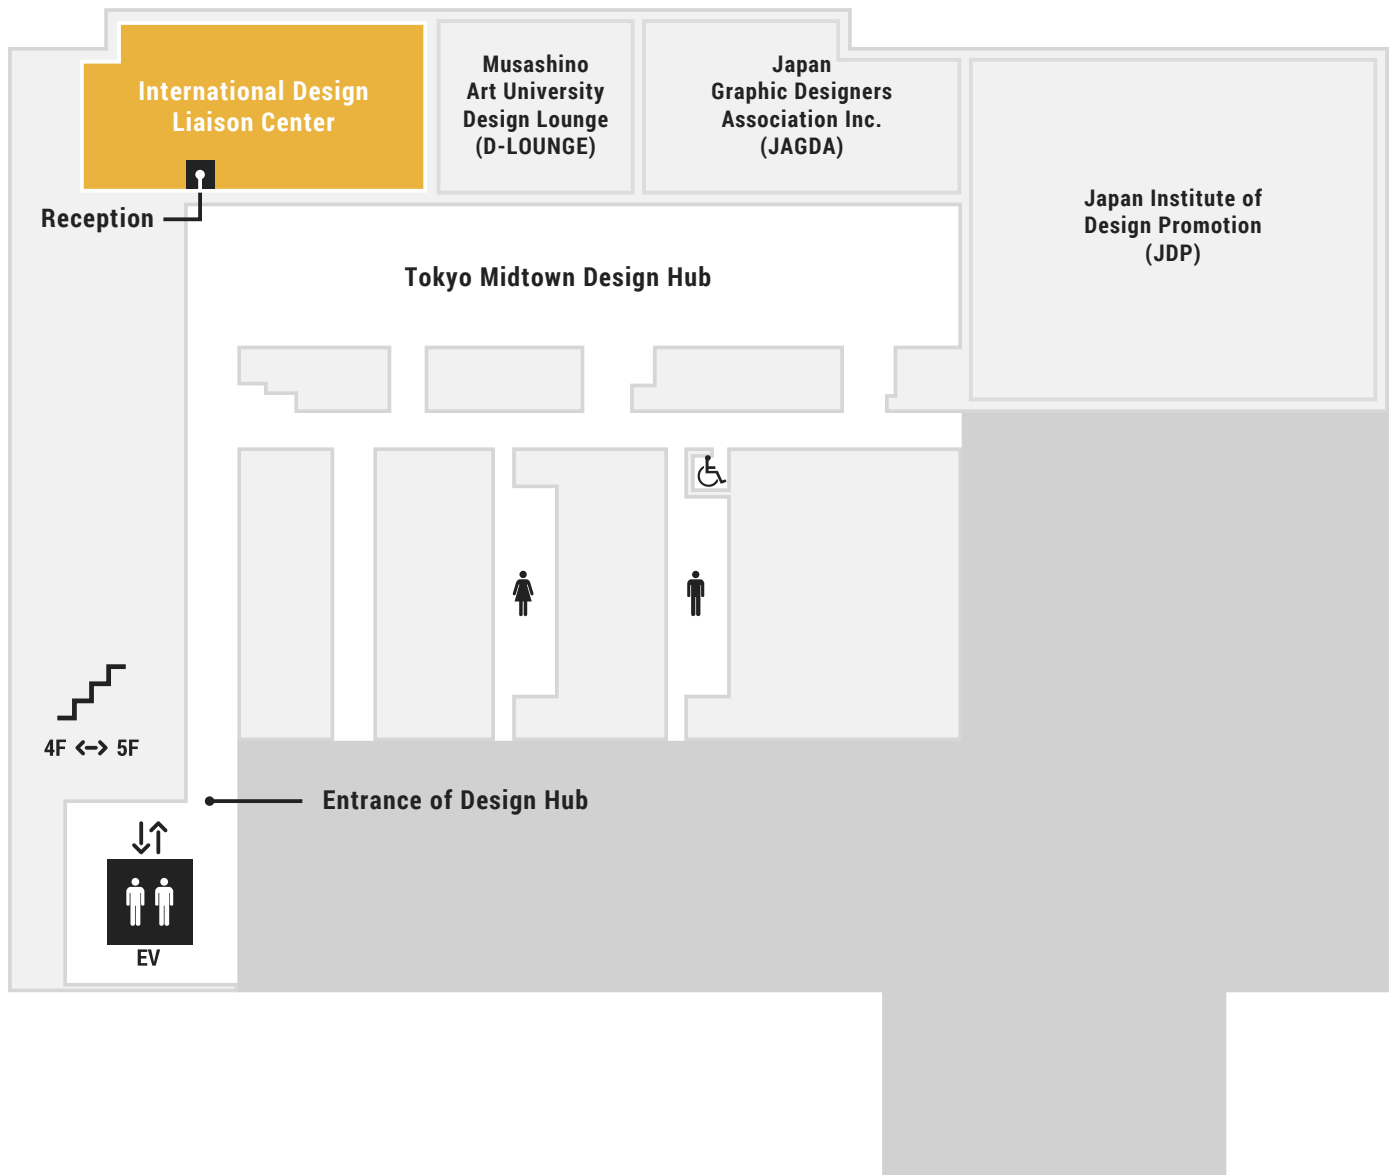 International Design
Liaison Center
Musashino
Art University
Design Lounge
(D-LOUNGE)
Japan
Graphic Designers
Association Inc.
(JAGDA)
Japan Institute of
Design Promotion
(JDP)
Reception
Tokyo Midtown Design Hub
4F <-> 5F
Entrance of Design Hub
EV